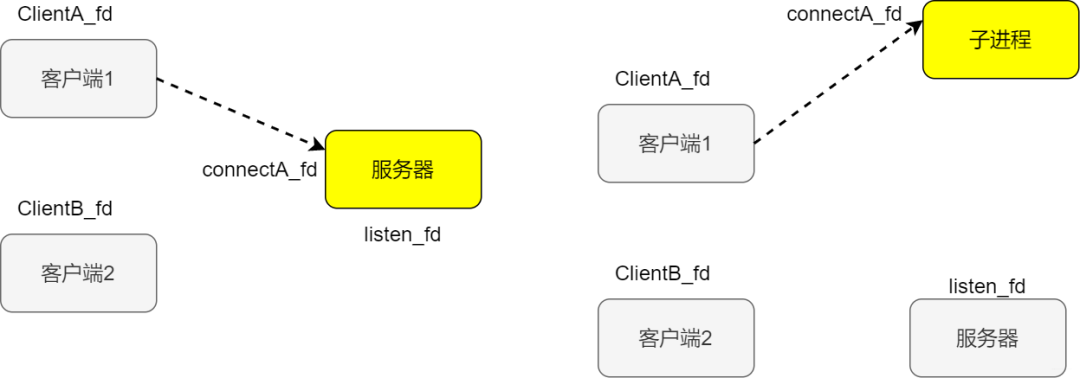 ClientA_fd
客户端1
connectA_fd
服务器
listen_fd
ClientB_fd
客户端2
connectA_fd
子进程
ClientA_fd
客户端1
ClientB_fd
客户端2
listen_fd
服务器